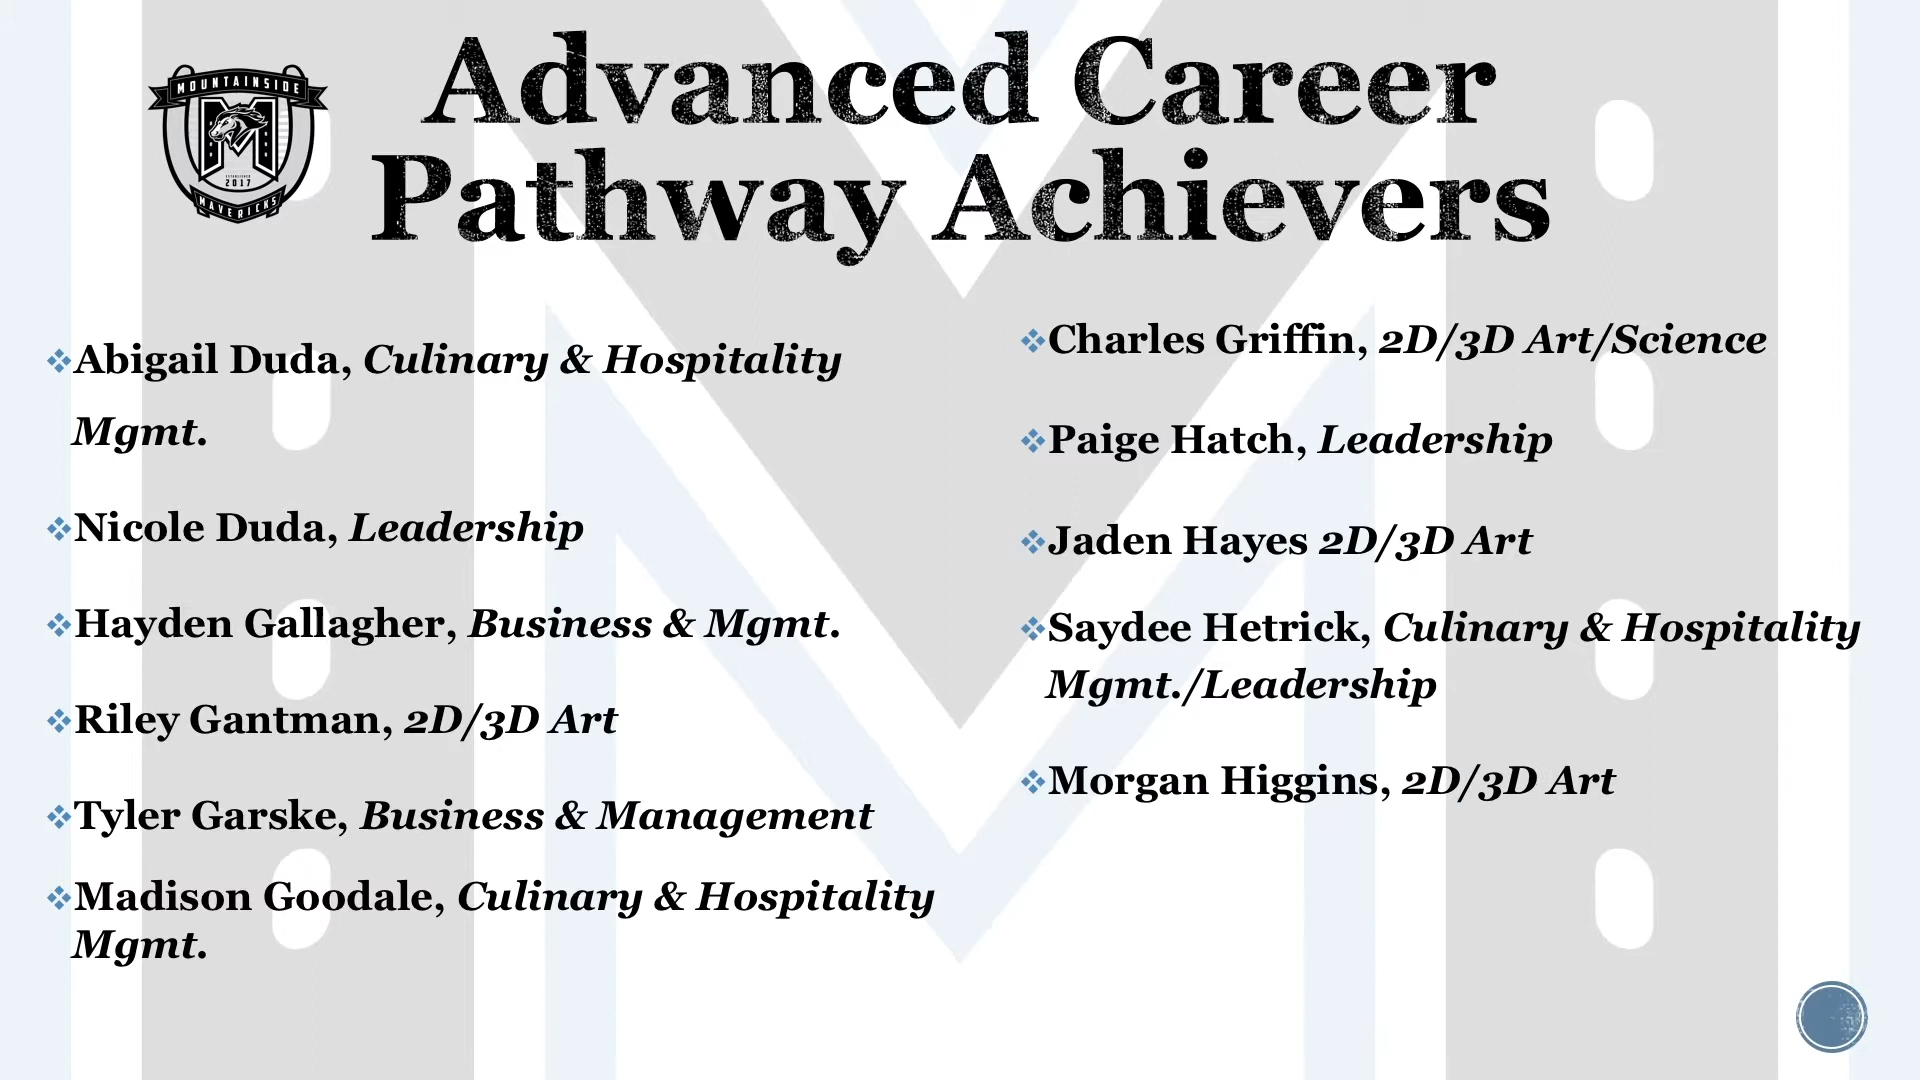 MOUNTAINSIDE
M
ESTABLISHED
2017
MAVERICKS
Advanced Career
Pathway Achievers
❖Abigail Duda, Culinary & Hospitality
Mgmt.
❖Nicole Duda, Leadership
❖Hayden Gallagher, Business & Mgmt.
❖Riley Gantman, 2D/3D Art
❖Tyler Garske, Business & Management
❖Madison Goodale, Culinary & Hospitality
Mgmt.
❖Charles Griffin, 2D/3D Art/Science
❖Paige Hatch, Leadership
❖Jaden Hayes 2D/3D Art
❖Saydee Hetrick, Culinary & Hospitality
Mgmt./Leadership
❖Morgan Higgins, 2D/3D Art